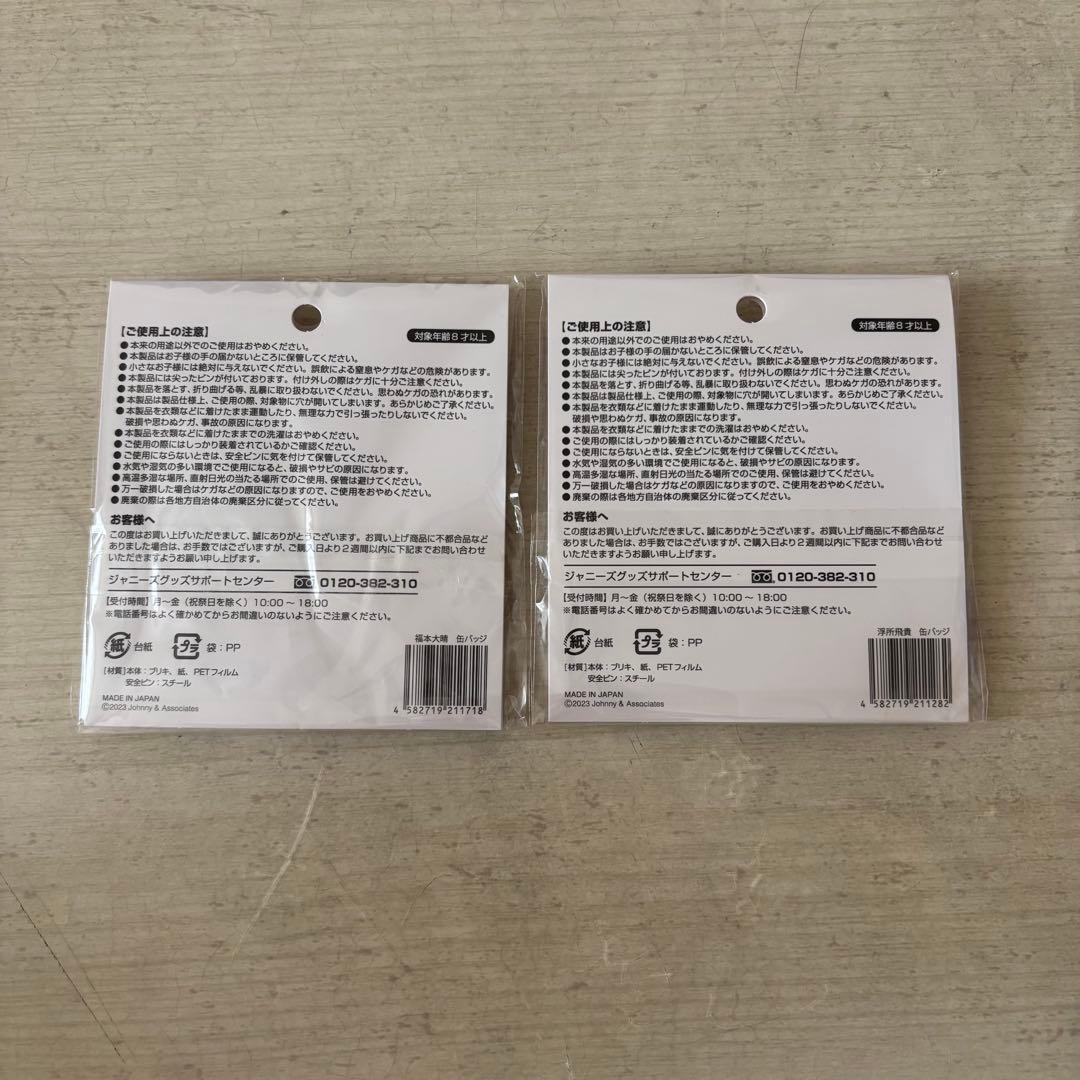 【ご使用上の注意】
対象年齢8才以上
●本来の用途以外でのご使用はおやめください。
●本製品はお子様の手の届かないところに保管してください。
●小さなお子様には絶対に与えないでください。誤飲による窒息やケガなどの危険があります。
●本製品には尖ったピンが付いております。付け外しの際はケガに十分ご注意ください。
●本製品を落とす、折り曲げる等、乱暴に取り扱わないでください。思わぬケガの恐れがあります。
●本製品は製品仕様上、ご使用の際、対象物に穴が開いてしまいます。あらかじめご了承ください。
●本製品を衣類などに着けたまま運動したり、無理な力で引っ張ったりしないでください。
破損や思わぬケガ、事故の原因になります。
●本製品を衣類などに着けたままでの洗濯はおやめください。
●ご使用の際にはしっかり装着されているかご確認ください。
●ご使用にならないときは、安全ピンに気を付けて保管してください。
●水気や湿気の多い環境でご使用になると、破損やサビの原因になります。
●高温多湿な場所、直射日光の当たる場所でのご使用、保管は避けてください。
●万一破損した場合はケガなどの原因になりますので、ご使用をおやめください。
●廃棄の際は各地方自治体の廃棄区分に従ってください。
お客様へ
この度はお買い上げいただきまして、誠にありがとうございます。お買い上げ商品に不都合品など
ありました場合は、お手数ではございますが、ご購入日より2週間以内に下記までお問い合わせ
いただきますようお願い申し上げます。
ジャニーズグッズサポートセンター 0120-382-310
【受付時間】月～金（祝祭日を除く）10:00～18:00
※電話番号はよく確かめてからお間違いのないようにご注意ください。
紙 台紙 プラ 袋：PP
福本大晴 缶バッジ
[材質]本体：ブリキ、紙、PETフィルム
安全ピン：スチール
MADE IN JAPAN
©2023 Johnny & Associates
4 582719 211718
【ご使用上の注意】
対象年齢8才以上
●本来の用途以外でのご使用はおやめください。
●本製品はお子様の手の届かないところに保管してください。
●小さなお子様には絶対に与えないでください。誤飲による窒息やケガなどの危険があります。
●本製品には尖ったピンが付いております。付け外しの際はケガに十分ご注意ください。
●本製品を落とす、折り曲げる等、乱暴に取り扱わないでください。思わぬケガの恐れがあります。
●本製品は製品仕様上、ご使用の際、対象物に穴が開いてしまいます。あらかじめご了承ください。
●本製品を衣類などに着けたまま運動したり、無理な力で引っ張ったりしないでください。
破損や思わぬケガ、事故の原因になります。
●本製品を衣類などに着けたままでの洗濯はおやめください。
●ご使用の際にはしっかり装着されているかご確認ください。
●ご使用にならないときは、安全ピンに気を付けて保管してください。
●水気や湿気の多い環境でご使用になると、破損やサビの原因になります。
●高温多湿な場所、直射日光の当たる場所でのご使用、保管は避けてください。
●万一破損した場合はケガなどの原因になりますので、ご使用をおやめください。
●廃棄の際は各地方自治体の廃棄区分に従ってください。
お客様へ
この度はお買い上げいただきまして、誠にありがとうございます。お買い上げ商品に不都合品など
ありました場合は、お手数ではございますが、ご購入日より2週間以内に下記までお問い合わせ
いただきますようお願い申し上げます。
ジャニーズグッズサポートセンター 0120-382-310
【受付時間】月～金（祝祭日を除く）10:00～18:00
※電話番号はよく確かめてからお間違いのないようにご注意ください。
紙 台紙 プラ 袋：PP
浮所飛貴 缶バッジ
[材質]本体：ブリキ、紙、PETフィルム
安全ピン：スチール
MADE IN JAPAN
©2023 Johnny & Associates
4 582719 211282